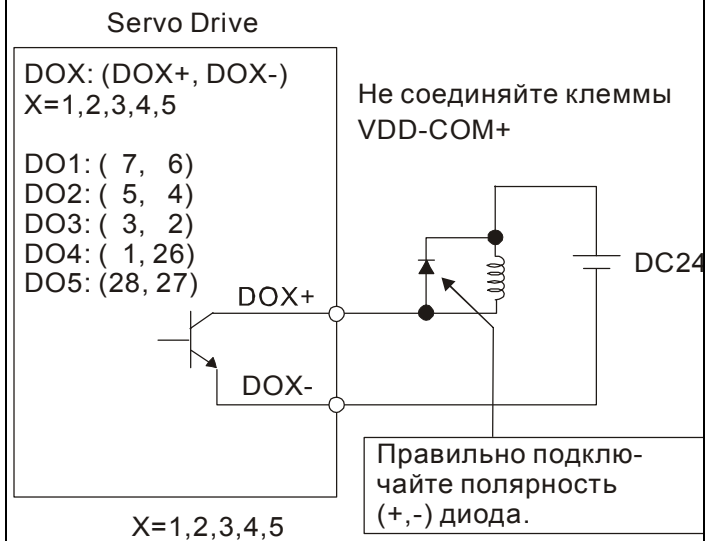 Servo Drive
DOX: (DOX+, DOX-)
X=1,2,3,4,5
Не соединяйте клеммы
VDD-COM+
DO1: ( 7, 6)
DO2: ( 5, 4)
DO3: ( 3, 2)
DO4: ( 1, 26)
DO5: (28, 27)
DC24
DOX+
DOX-
Правильно подклю-
чайте полярность
(+,-) диода.
X=1,2,3,4,5